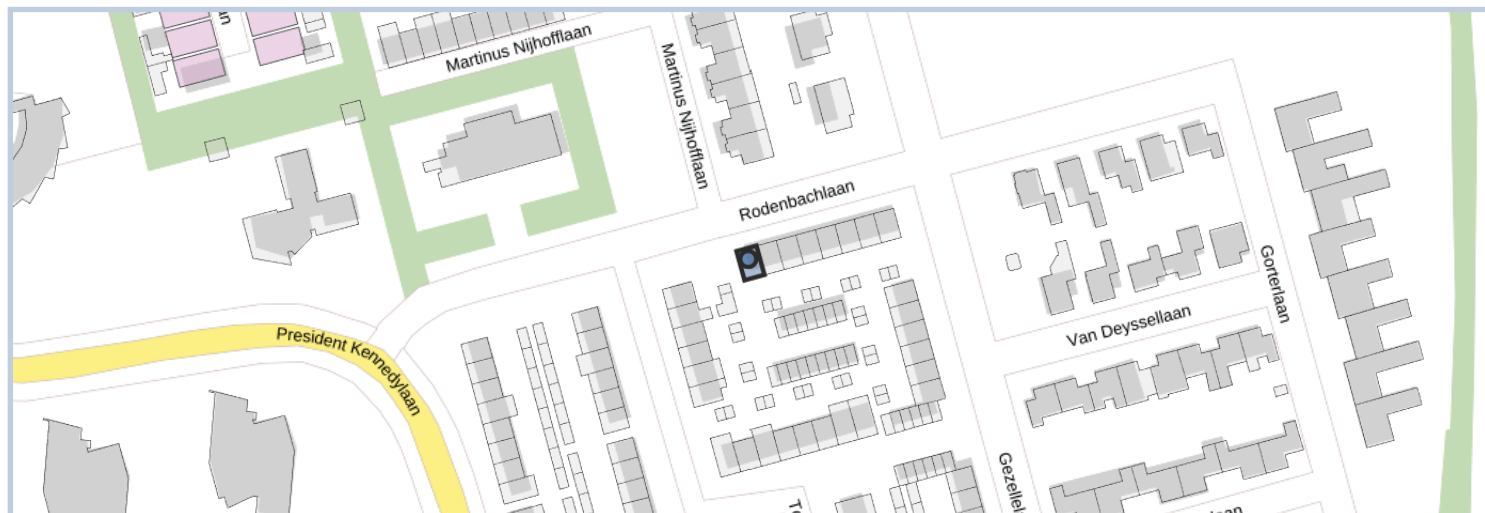 Martinus Nijhofflaan
Martinus Nijhofflaan
Rodenbachlaan
Gorterlaan
Van Deyssellaan
President Kennedylaan